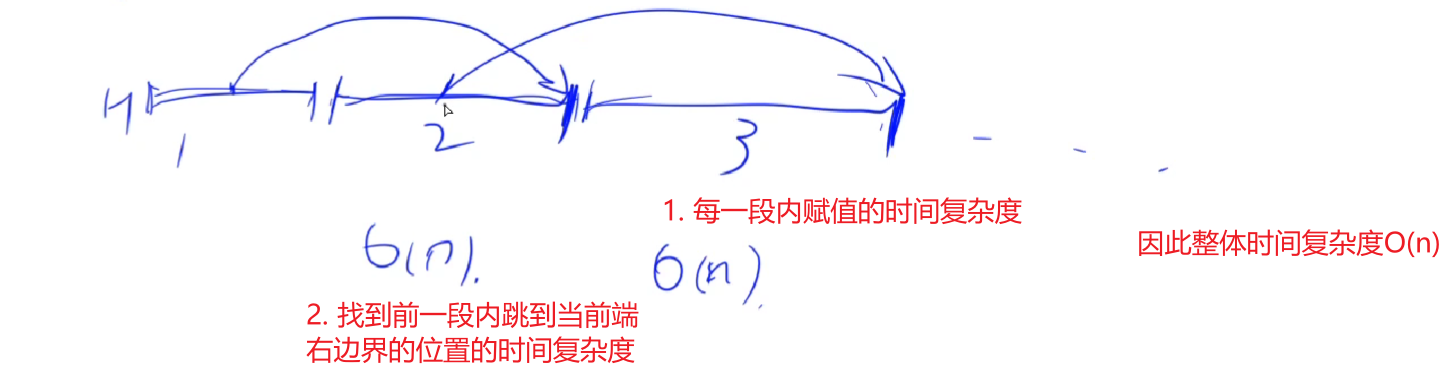 1
2
3
1. 每一段内赋值的时间复杂度
因此整体时间复杂度O(n)
O(n).
O(n).
2. 找到前一段内跳到当前端
右边界的位置的时间复杂度